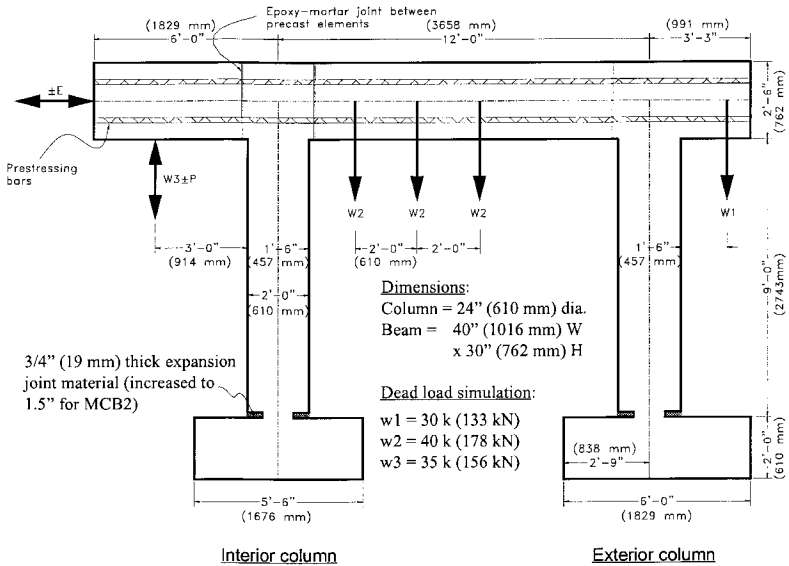 Epoxy-mortar joint between
precast elements
(1829 mm)
6'-0"
(3658 mm)
12'-0"
(991 mm)
3'-3"
±E
2'-6"
(762 mm)
Prestressing
bars
W3±P
W2
W2
W2
W1
3'-0"
(914 mm)
1'-6"
(457 mm)
2'-0"
2'-0"
(610 mm)
1'-6"
(457 mm)
2'-0"
(610 mm)
9'-0"
(2743mm)
Dimensions:
Column = 24" (610 mm) dia.
Beam = 40" (1016 mm) W
x 30" (762 mm) H
3/4" (19 mm) thick expansion
joint material (increased to
1.5" for MCB2)
Dead load simulation:
w1 = 30 k (133 kN)
w2 = 40 k (178 kN)
w3 = 35 k (156 kN)
(838 mm)
2'-9"
2'-0"
(610 mm)
5'-6"
(1676 mm)
6'-0"
(1829 mm)
Interior column
Exterior column